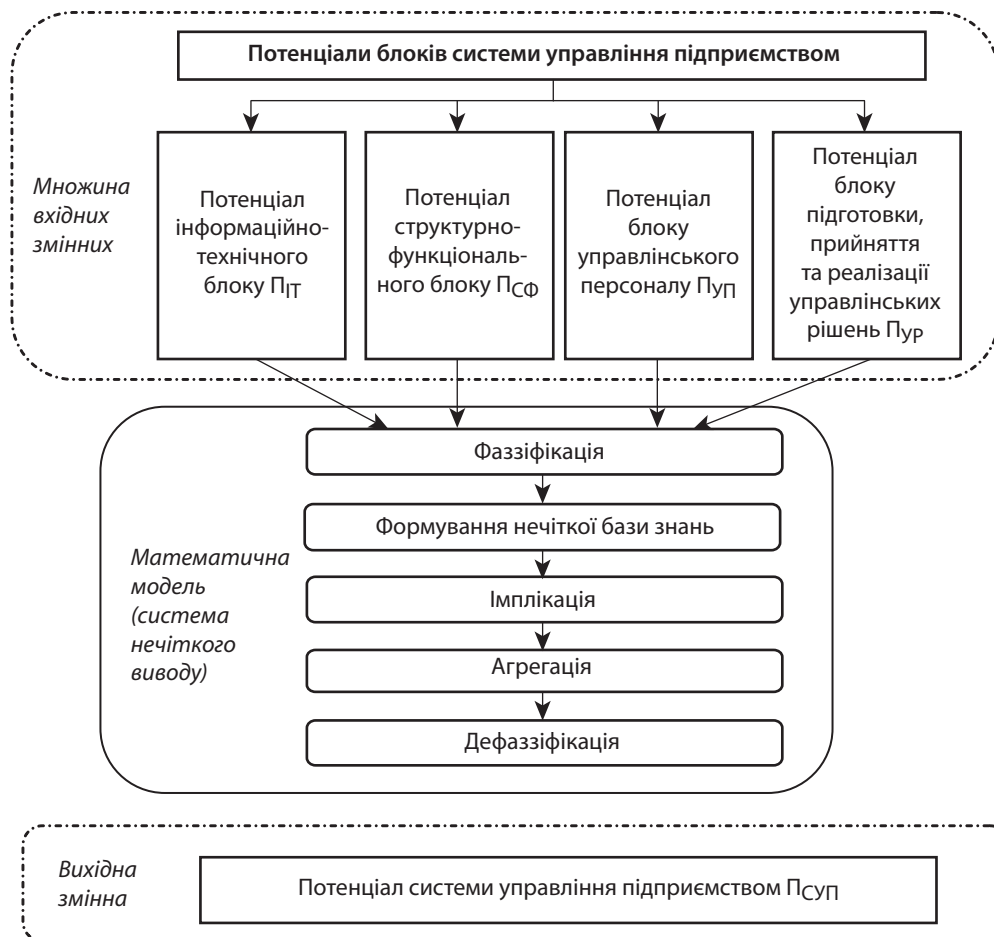 Потенціали блоків системи управління підприємством
Множина
вхідних
змінних
Потенціал
інформаційно-
технічного
блоку ПІТ
Потенціал
структурно-
функціональ-
ного блоку ПСФ
Потенціал
блоку
управлінського
персоналу ПУП
Потенціал
блоку
підготовки,
прийняття
та реалізації
управлінських
рішень ПУР
Математична
модель
(система
нечіткого
виводу)
Фаззіфікація
Формування нечіткої бази знань
Імплікація
Агрегація
Дефаззіфікація
Вихідна
змінна
Потенціал системи управління підприємством ПСУП